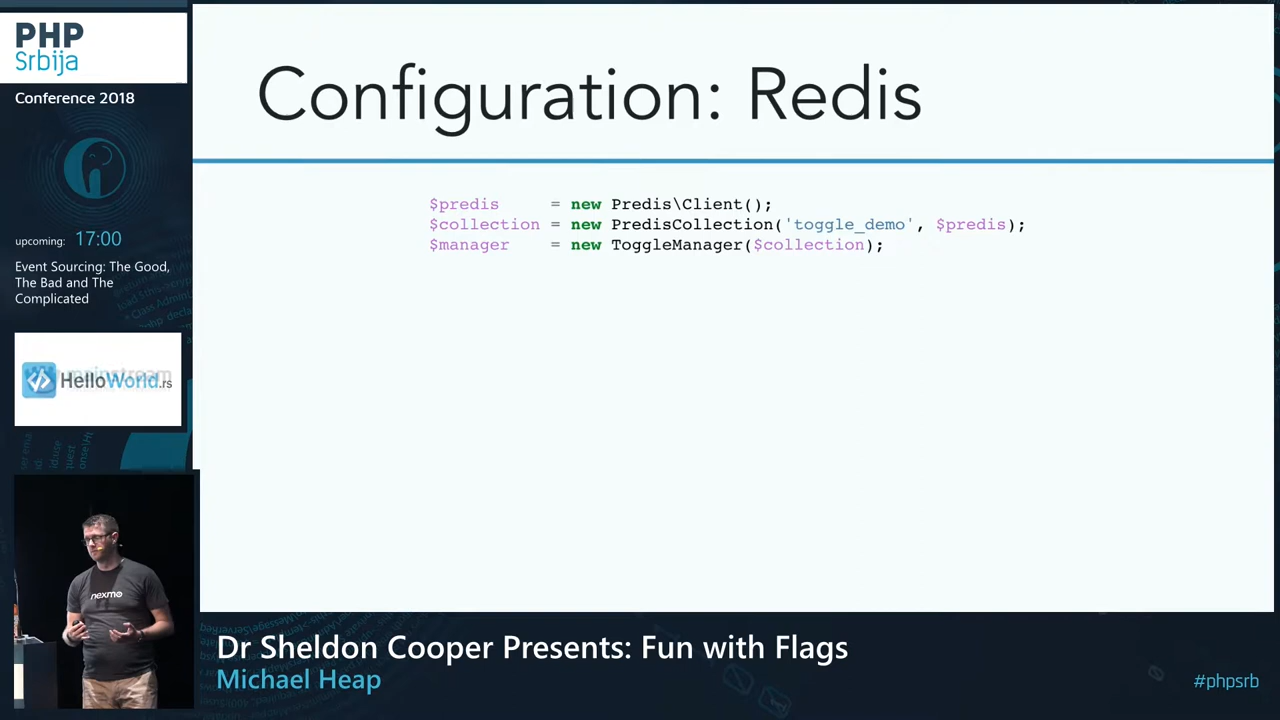 PHP
Srbija
Conference 2018
upcoming: 17:00
Event Sourcing: The Good,
The Bad and The
Complicated
HelloWorld.rs
nexmo
Configuration: Redis
$predis = new Predis\Client();
$collection = new PredisCollection('toggle_demo', $predis);
$manager = new ToggleManager($collection);
Dr Sheldon Cooper Presents: Fun with Flags
Michael Heap
#phpsrb